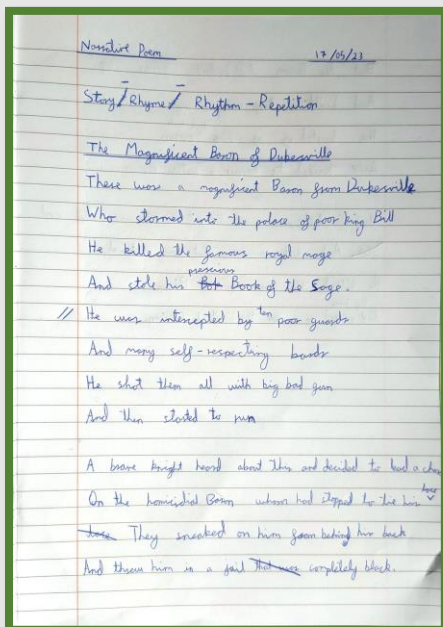 Narrative Poem 17/05/23
Story / Rhyme / Rhythm - Repetition
The Magnificent Baron of Dukesville
There was a magnificent Baron from Dukesville
Who stormed into the palace of poor king Bill
He killed the famous royal mage
And stole his precious Book of the Sage.
// He was intercepted by ten poor guards
And many self-respecting bards
He shot them all with big bad gun
And then started to run
A brave knight heard about this and decided to lead a chase
On the homicidal Baron whom had stopped to tie his lace
They sneaked on him from behind his back
And threw him in a jail completely black.